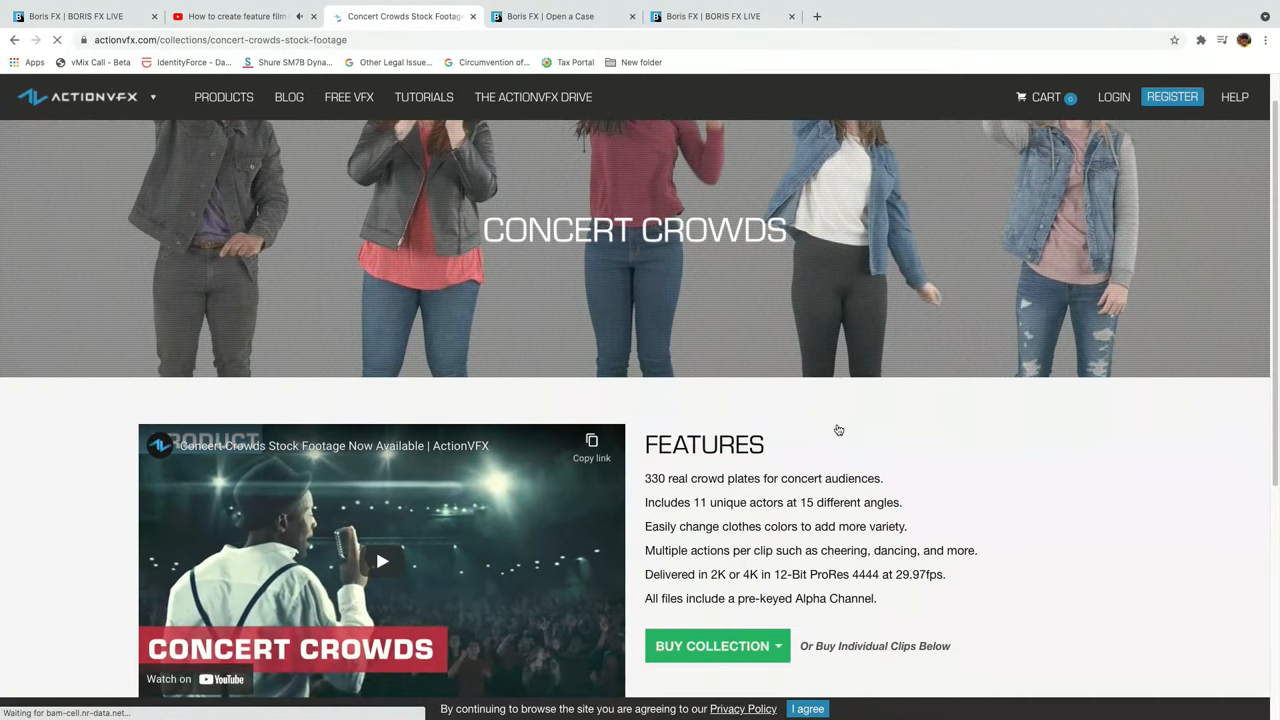 Boris FX | BORIS FX LIVE
How to create feature film
Concert Crowds Stock Footage
Boris FX | Open a Case
Boris FX | BORIS FX LIVE
actionvfx.com/collections/concert-crowds-stock-footage
Apps
vMix Call - Beta
IdentityForce - Da...
Shure SM7B Dyna...
Other Legal Issue...
Circumvention of...
Tax Portal
New folder
ACTIONVFX
PRODUCTS
BLOG
FREE VFX
TUTORIALS
THE ACTIONVFX DRIVE
CART 0
LOGIN
REGISTER
HELP
CONCERT CROWDS
Concert Crowds Stock Footage Now Available | ActionVFX
Copy link
CONCERT CROWDS
Watch on YouTube
FEATURES
330 real crowd plates for concert audiences.
Includes 11 unique actors at 15 different angles.
Easily change clothes colors to add more variety.
Multiple actions per clip such as cheering, dancing, and more.
Delivered in 2K or 4K in 12-Bit ProRes 4444 at 29.97fps.
All files include a pre-keyed Alpha Channel.
BUY COLLECTION
Or Buy Individual Clips Below
Waiting for bam-cell.nr-data.net...
By continuing to browse the site you are agreeing to our Privacy Policy
I agree